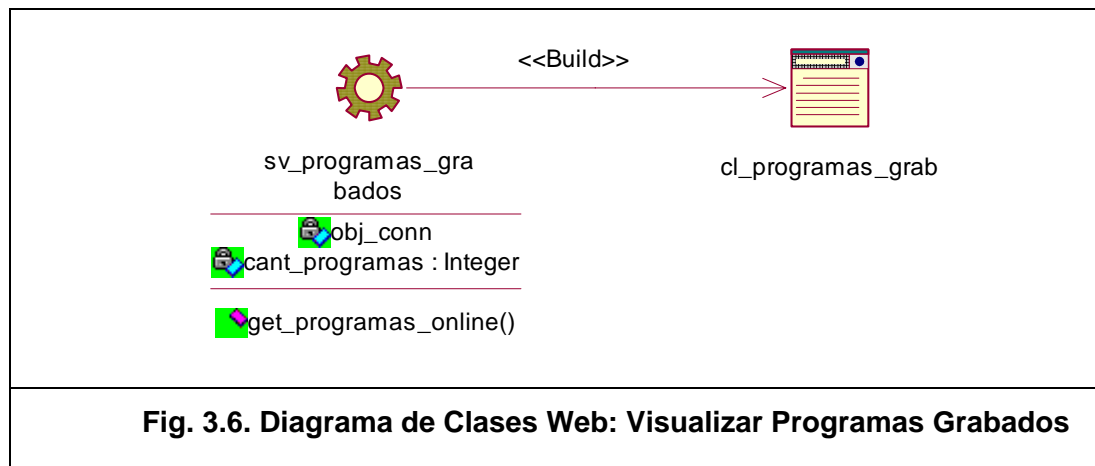 <<Build>>
sv_programas_gra
bados
cl_programas_grab
obj_conn
cant_programas : Integer
get_programas_online()
Fig. 3.6. Diagrama de Clases Web: Visualizar Programas Grabados